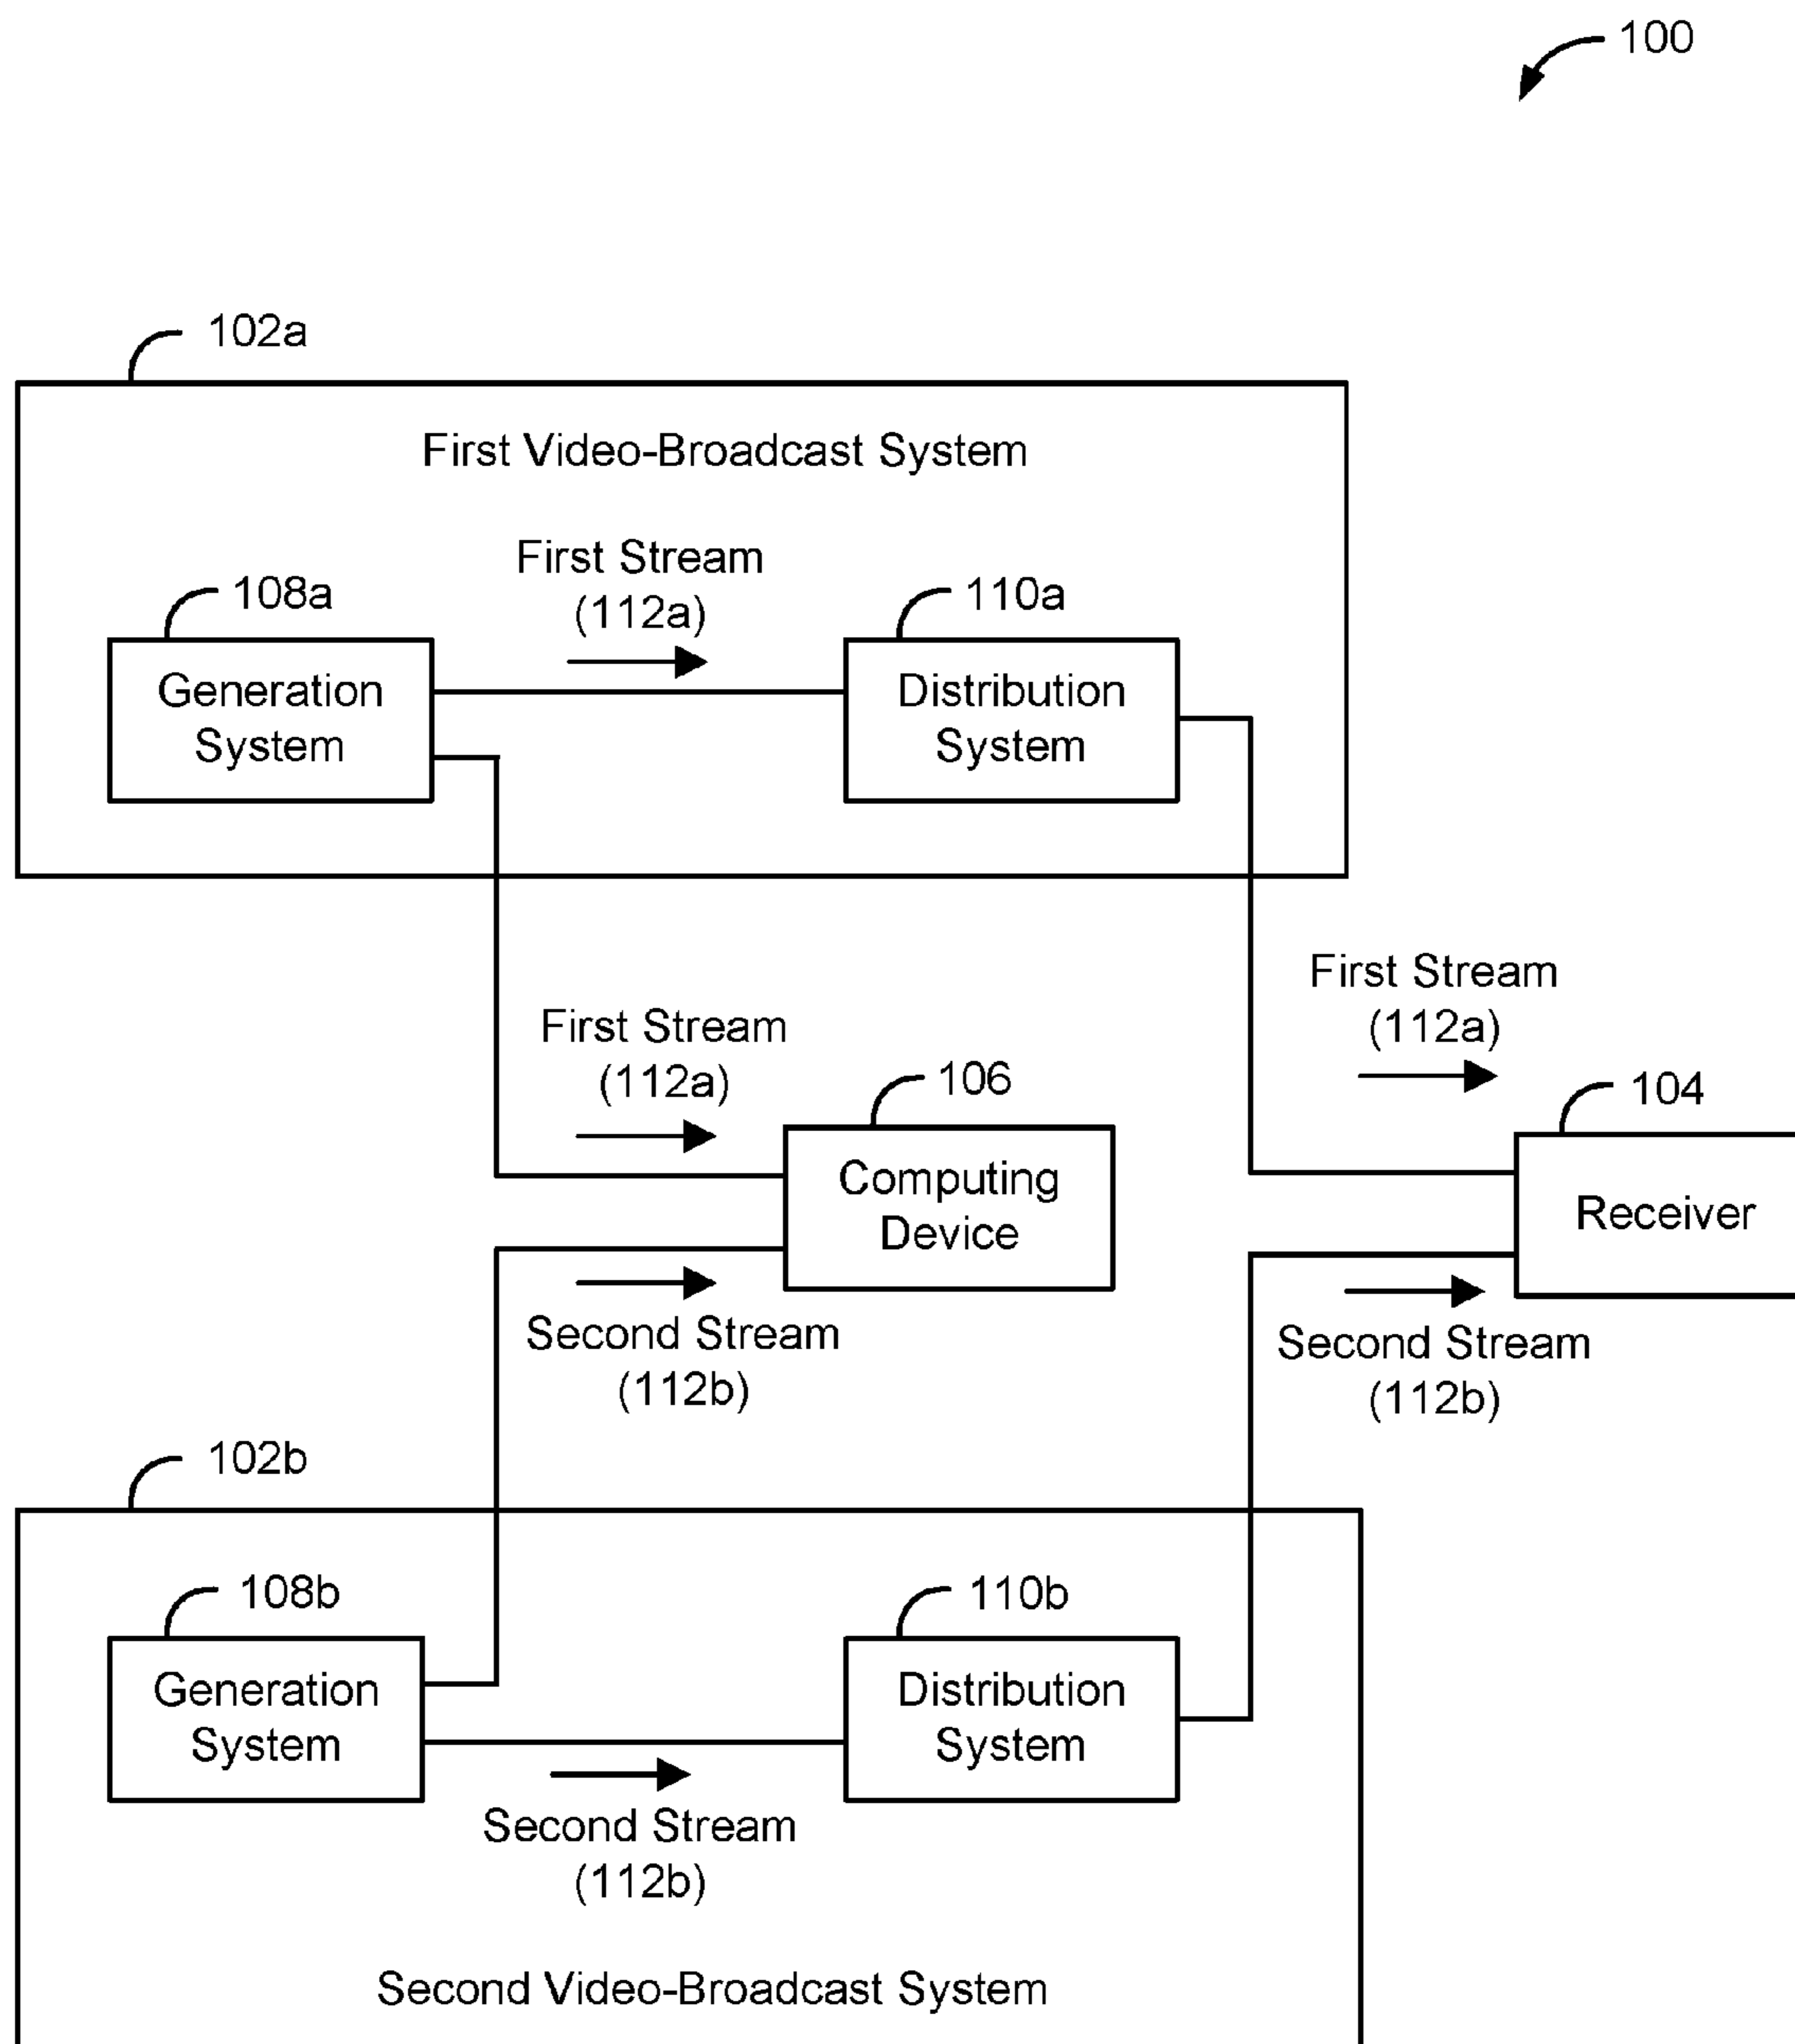 100
102a
First Video-Broadcast System
First Stream
(112a)
108a
110a
Generation
System
Distribution
System
First Stream
(112a)
First Stream
(112a)
106
104
Computing
Device
Receiver
Second Stream
(112b)
Second Stream
(112b)
102b
108b
110b
Generation
System
Distribution
System
Second Stream
(112b)
Second Video-Broadcast System